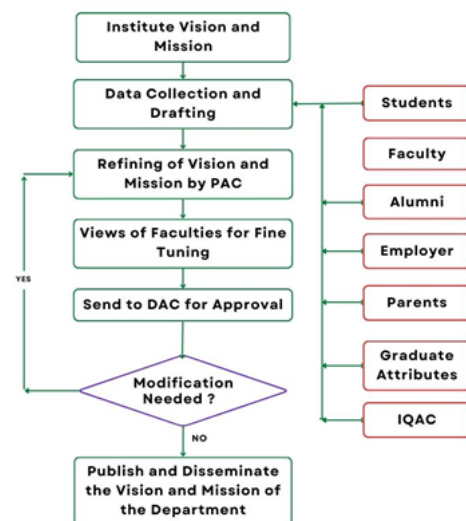 Institute Vision and
Mission
Data Collection and
Drafting
Refining of Vision and
Mission by PAC
Views of Faculties for Fine
Tuning
Send to DAC for Approval
YES
Modification
Needed ?
NO
Publish and Disseminate
the Vision and Mission of
the Department
Students
Faculty
Alumni
Employer
Parents
Graduate
Attributes
IQAC